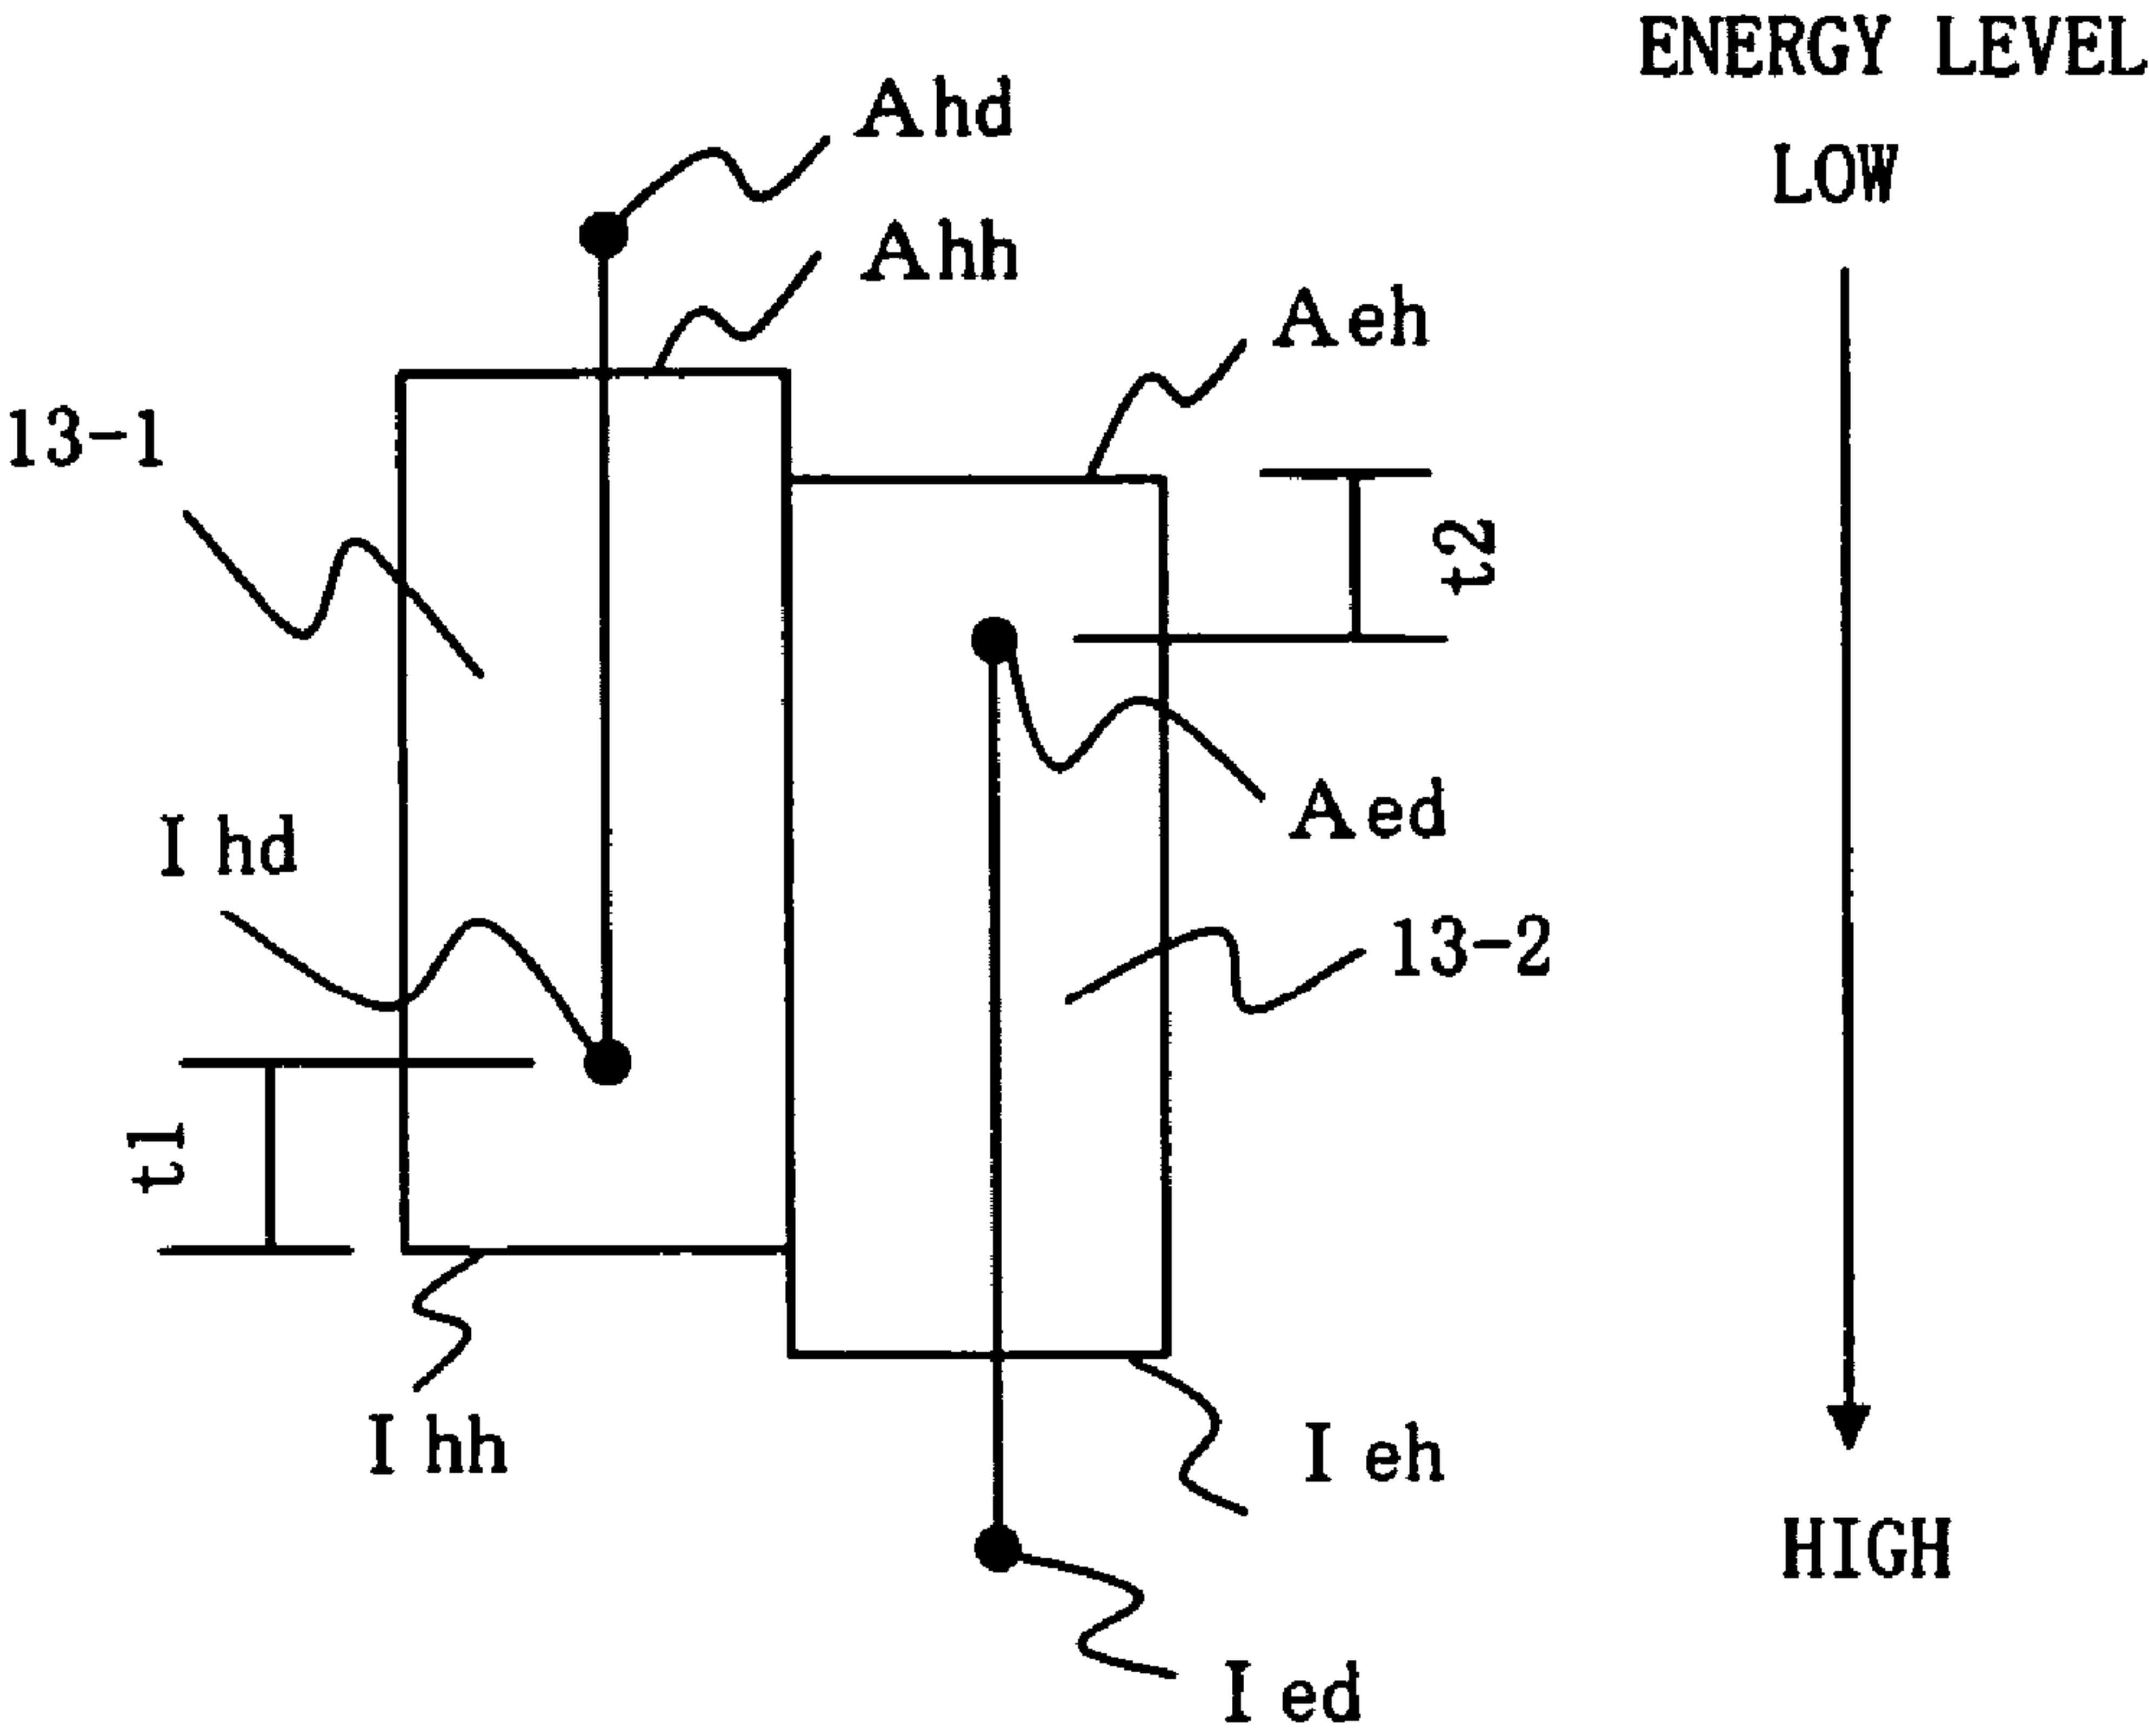 ENERGY LEVEL
LOW
Ahd
Ahh
Aeh
13-1
t2
Aed
I hd
13-2
t1
I hh
I eh
HIGH
I ed